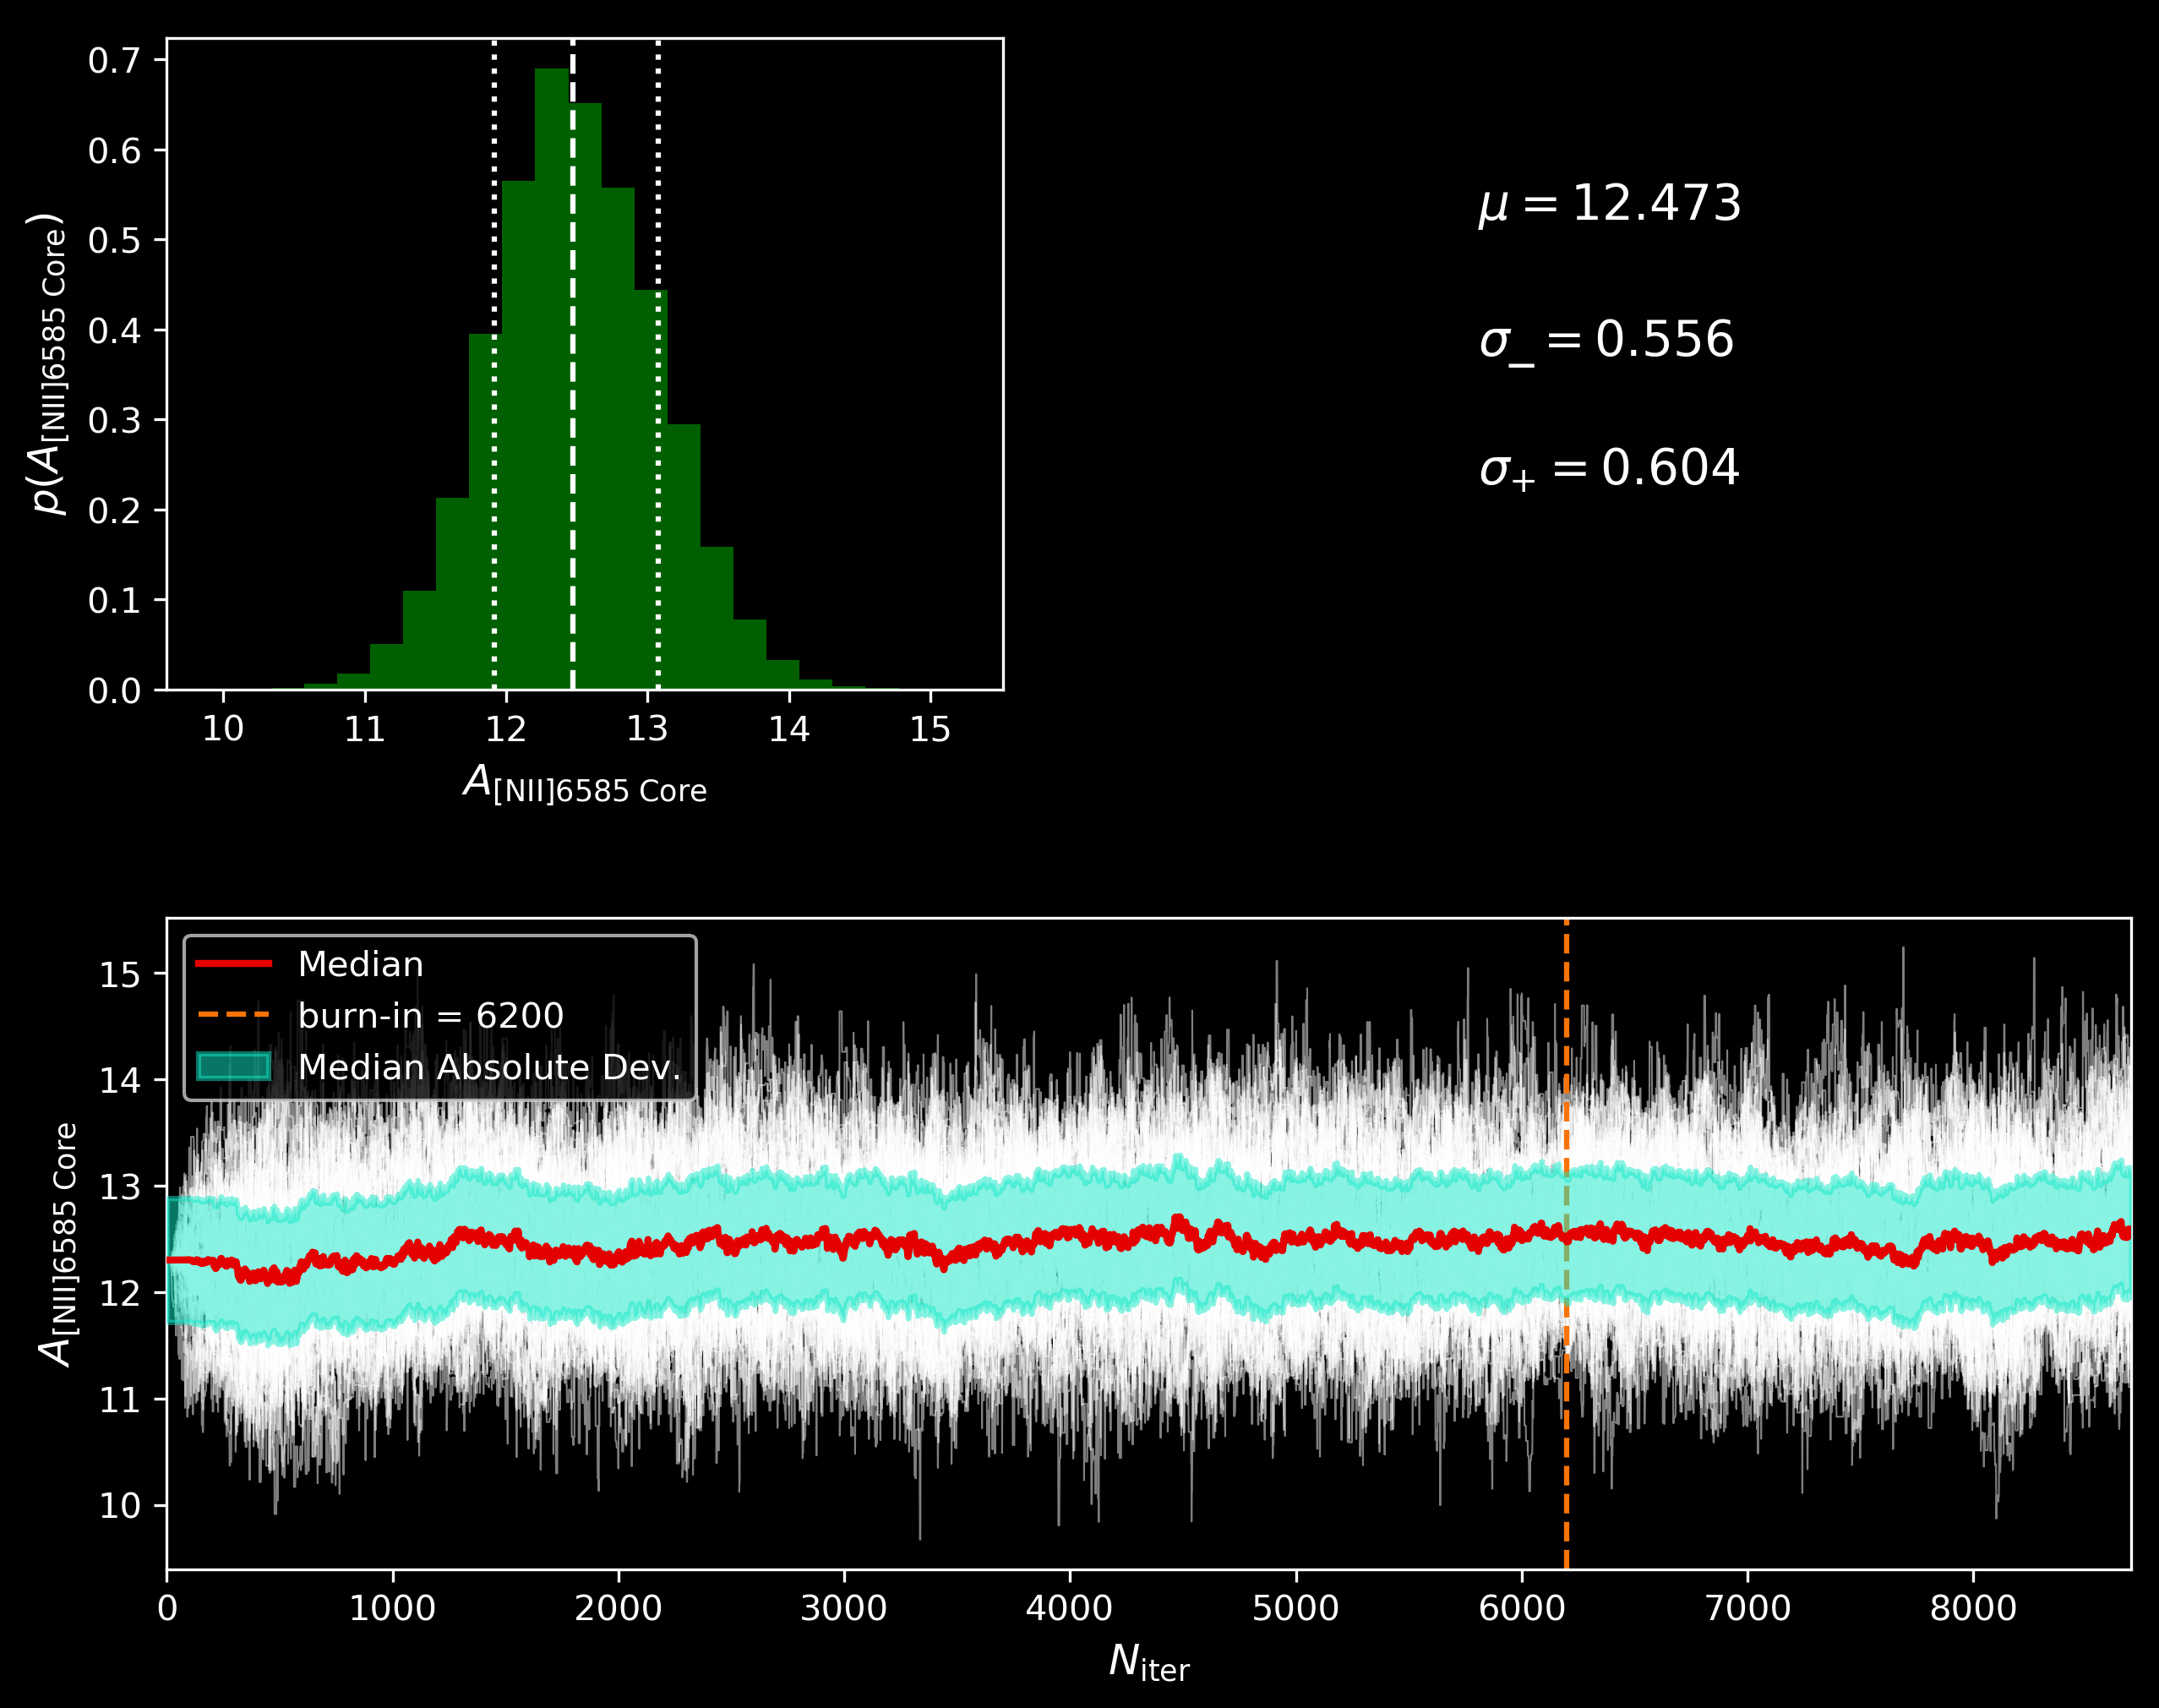 0.7
0.6
0.5
0.4
0.3
0.2
0.1
0.0
p(A[NII]6585 Core)
10 11 12 13 14 15
A[NII]6585 Core
μ = 12.473
σ− = 0.556
σ+ = 0.604
Median
burn-in = 6200
Median Absolute Dev.
15
14
13
12
11
10
A[NII]6585 Core
0 1000 2000 3000 4000 5000 6000 7000 8000
Niter